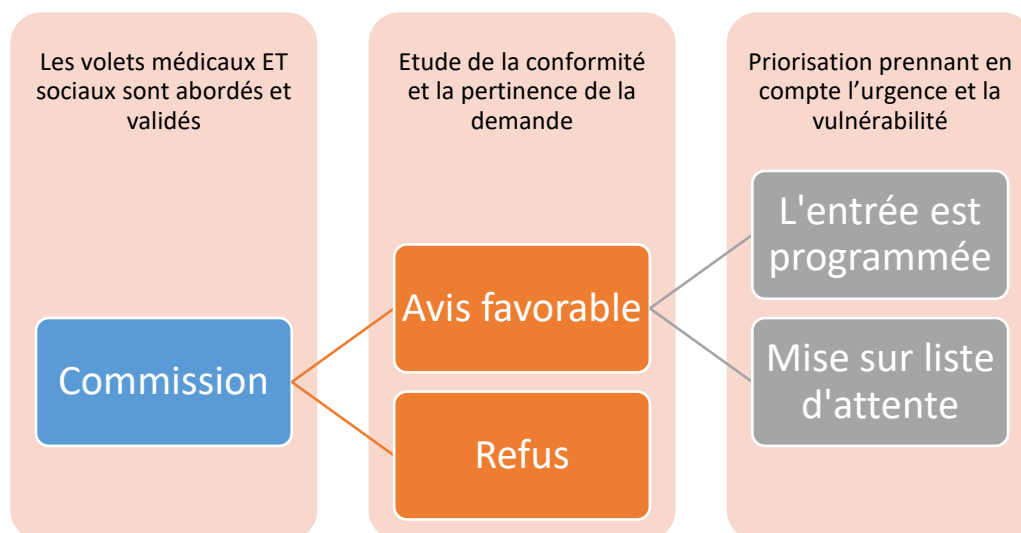 Les volets médicaux ET
sociaux sont abordés et
validés
Commission
Etude de la conformité
et la pertinence de la
demande
Avis favorable
Refus
Priorisation prennant en
compte l’urgence et la
vulnérabilité
L'entrée est
programmée
Mise sur liste
d'attente